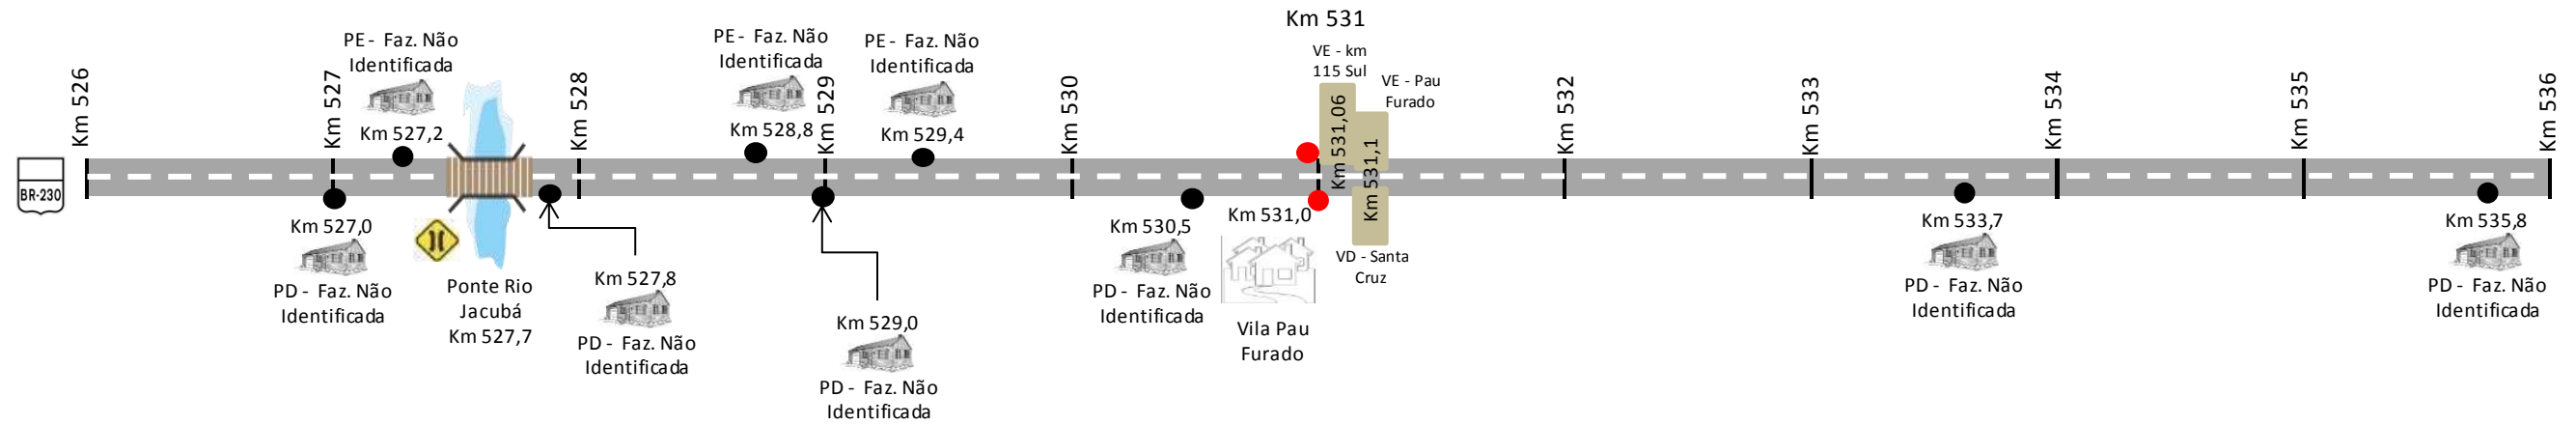 Km 531
PE - Faz. Não
Identificada
PE - Faz. Não
Identificada
PE - Faz. Não
Identificada
VE - km
115 Sul
VE - Pau
Furado
Km 526
Km 527
Km 527,2
Km 528
Km 528,8
Km 529
Km 529,4
Km 530
Km 531,06
Km 531,1
Km 532
Km 533
Km 534
Km 535
Km 536
BR-230
Km 527,0
PD - Faz. Não
Identificada
Ponte Rio
Jacubá
Km 527,7
Km 527,8
PD - Faz. Não
Identificada
Km 529,0
PD - Faz. Não
Identificada
Km 530,5
PD - Faz. Não
Identificada
Km 531,0
Vila Pau
Furado
VD - Santa
Cruz
Km 533,7
PD - Faz. Não
Identificada
Km 535,8
PD - Faz. Não
Identificada